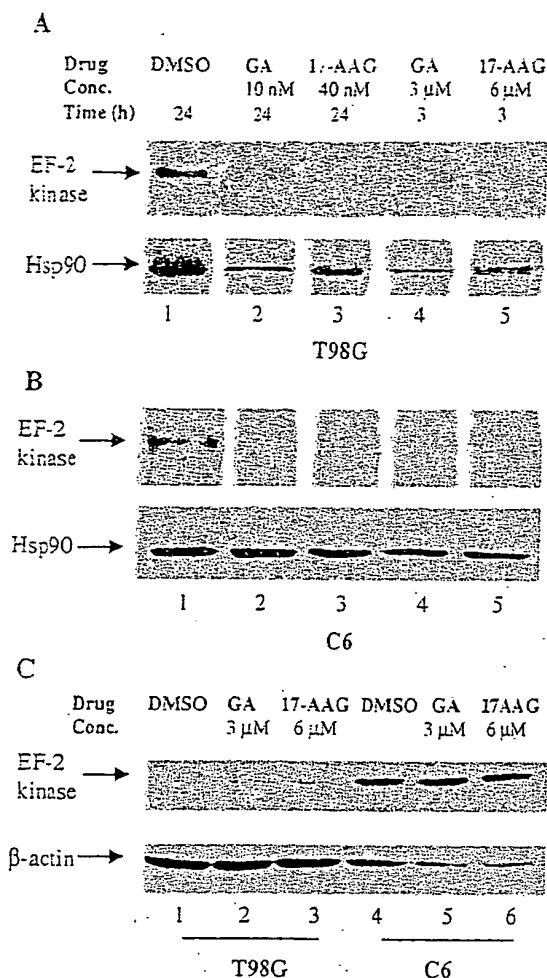 A
Drug DMSO GA 17-AAG GA 17-AAG
Conc. 10 nM 40 nM 3 µM 6 µM
Time (h) 24 24 24 3 3
EF-2
kinase
Hsp90
1 2 3 4 5
T98G
B
EF-2
kinase
Hsp90
1 2 3 4 5
C6
C
Drug DMSO GA 17-AAG DMSO GA 17AAG
Conc. 3 µM 6 µM 3 µM 6 µM
EF-2
kinase
β-actin
1 2 3 4 5 6
T98G C6